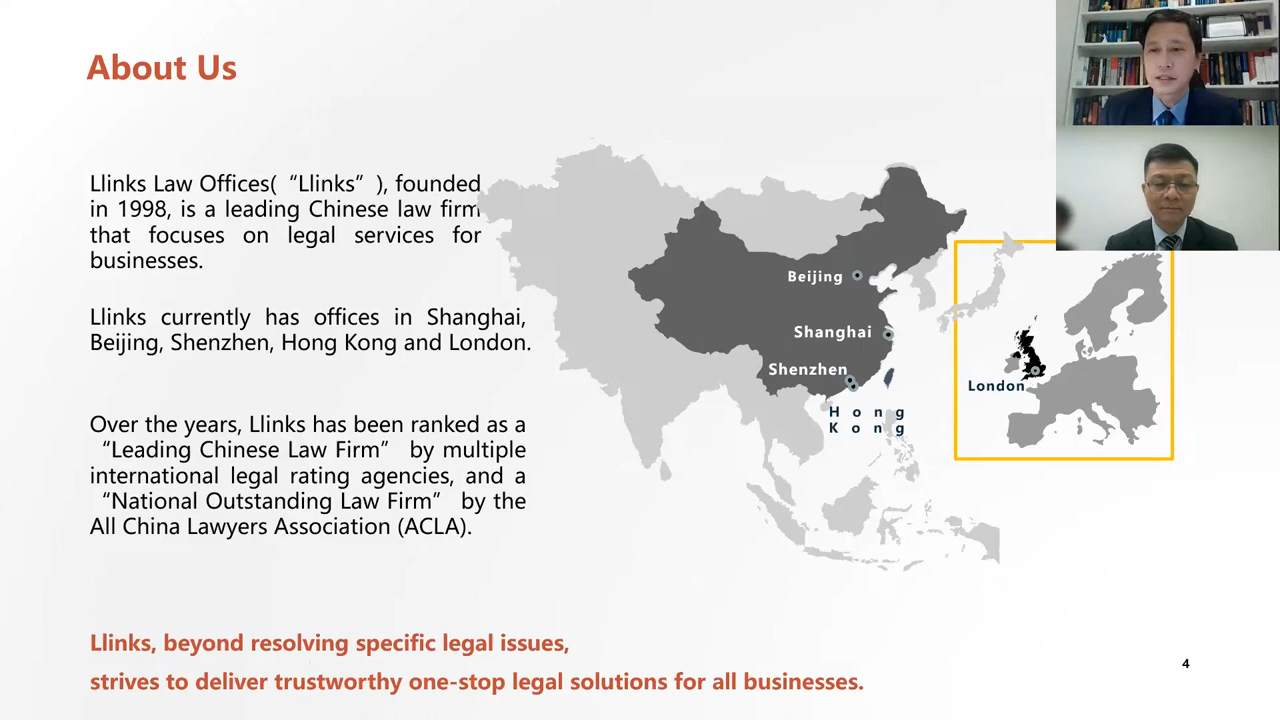 About Us
Llinks Law Offices( “Llinks” ), founded
in 1998, is a leading Chinese law firm
that focuses on legal services for
businesses.
Llinks currently has offices in Shanghai,
Beijing, Shenzhen, Hong Kong and London.
Over the years, Llinks has been ranked as a
“Leading Chinese Law Firm” by multiple
international legal rating agencies, and a
“National Outstanding Law Firm” by the
All China Lawyers Association (ACLA).
Beijing
Shanghai
Shenzhen
Hong
Kong
London
Llinks, beyond resolving specific legal issues,
strives to deliver trustworthy one-stop legal solutions for all businesses.
4